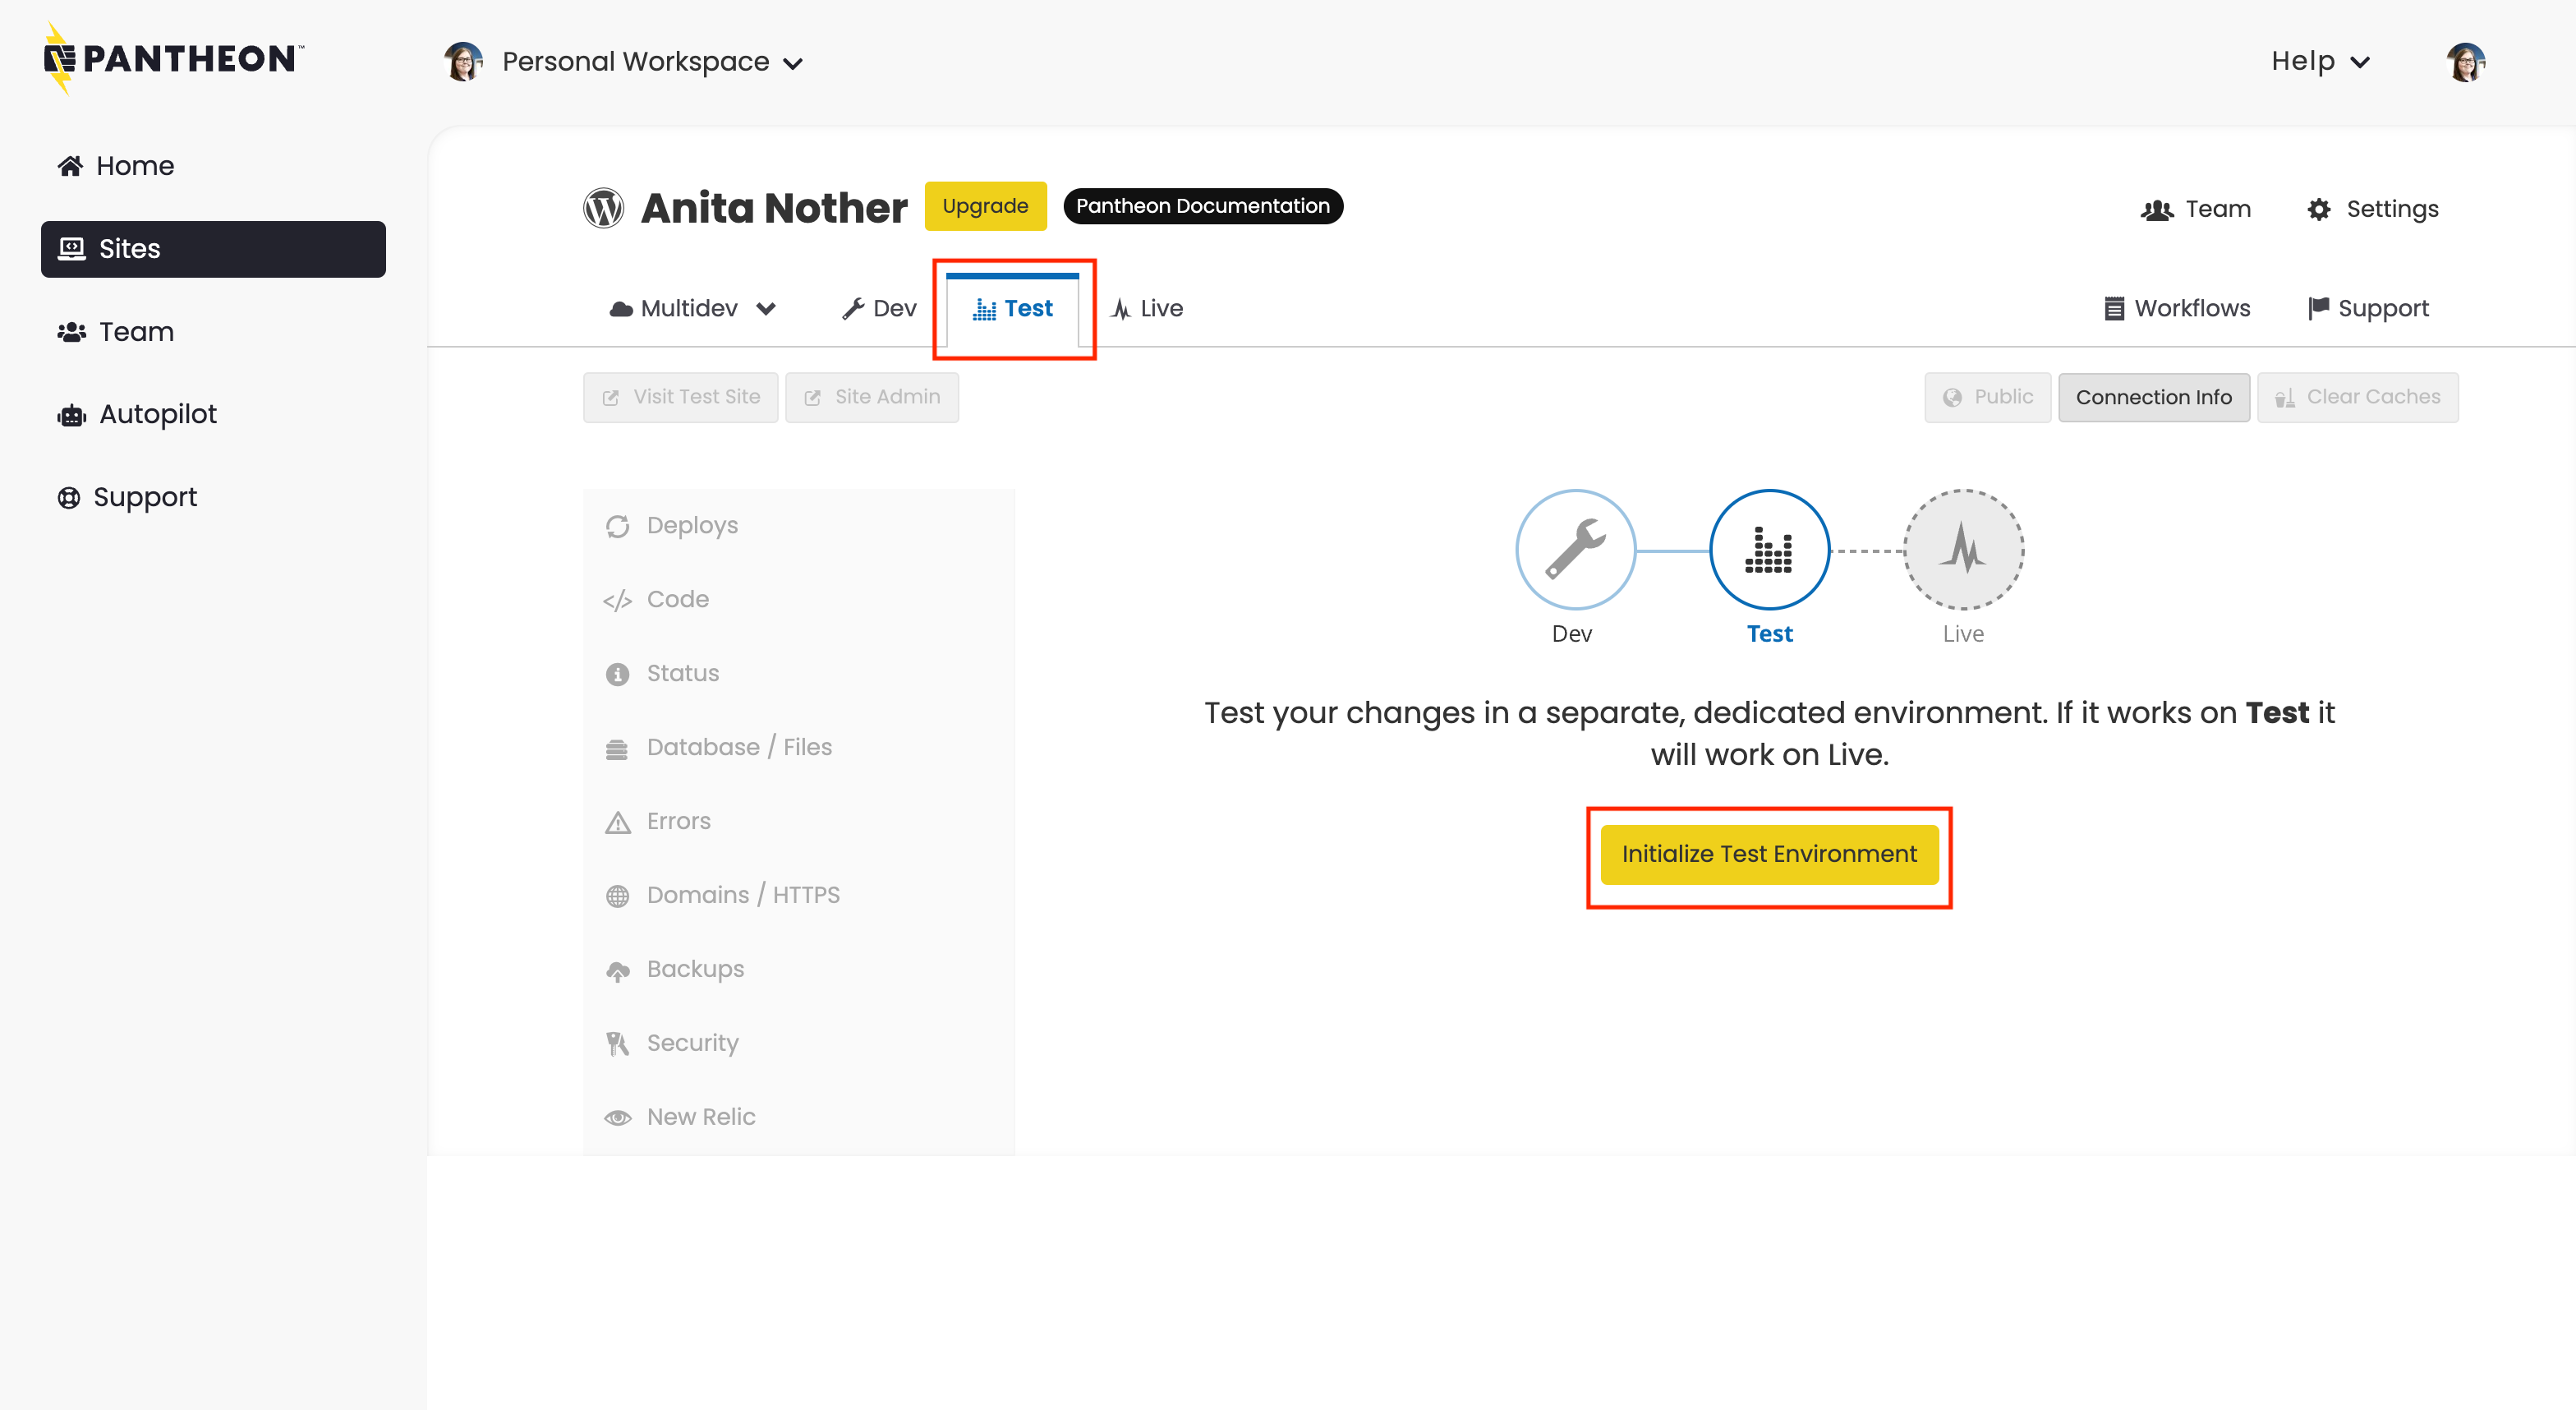 PANTHEON™
Personal Workspace
Help
Home
Sites
Team
Autopilot
Support
Anita Nother
Upgrade
Pantheon Documentation
Team
Settings
Multidev
Dev
Test
Live
Workflows
Support
Visit Test Site
Site Admin
Public
Connection Info
Clear Caches
Deploys
Code
Status
Database / Files
Errors
Domains / HTTPS
Backups
Security
New Relic
Dev
Test
Live
Test your changes in a separate, dedicated environment. If it works on Test it
will work on Live.
Initialize Test Environment